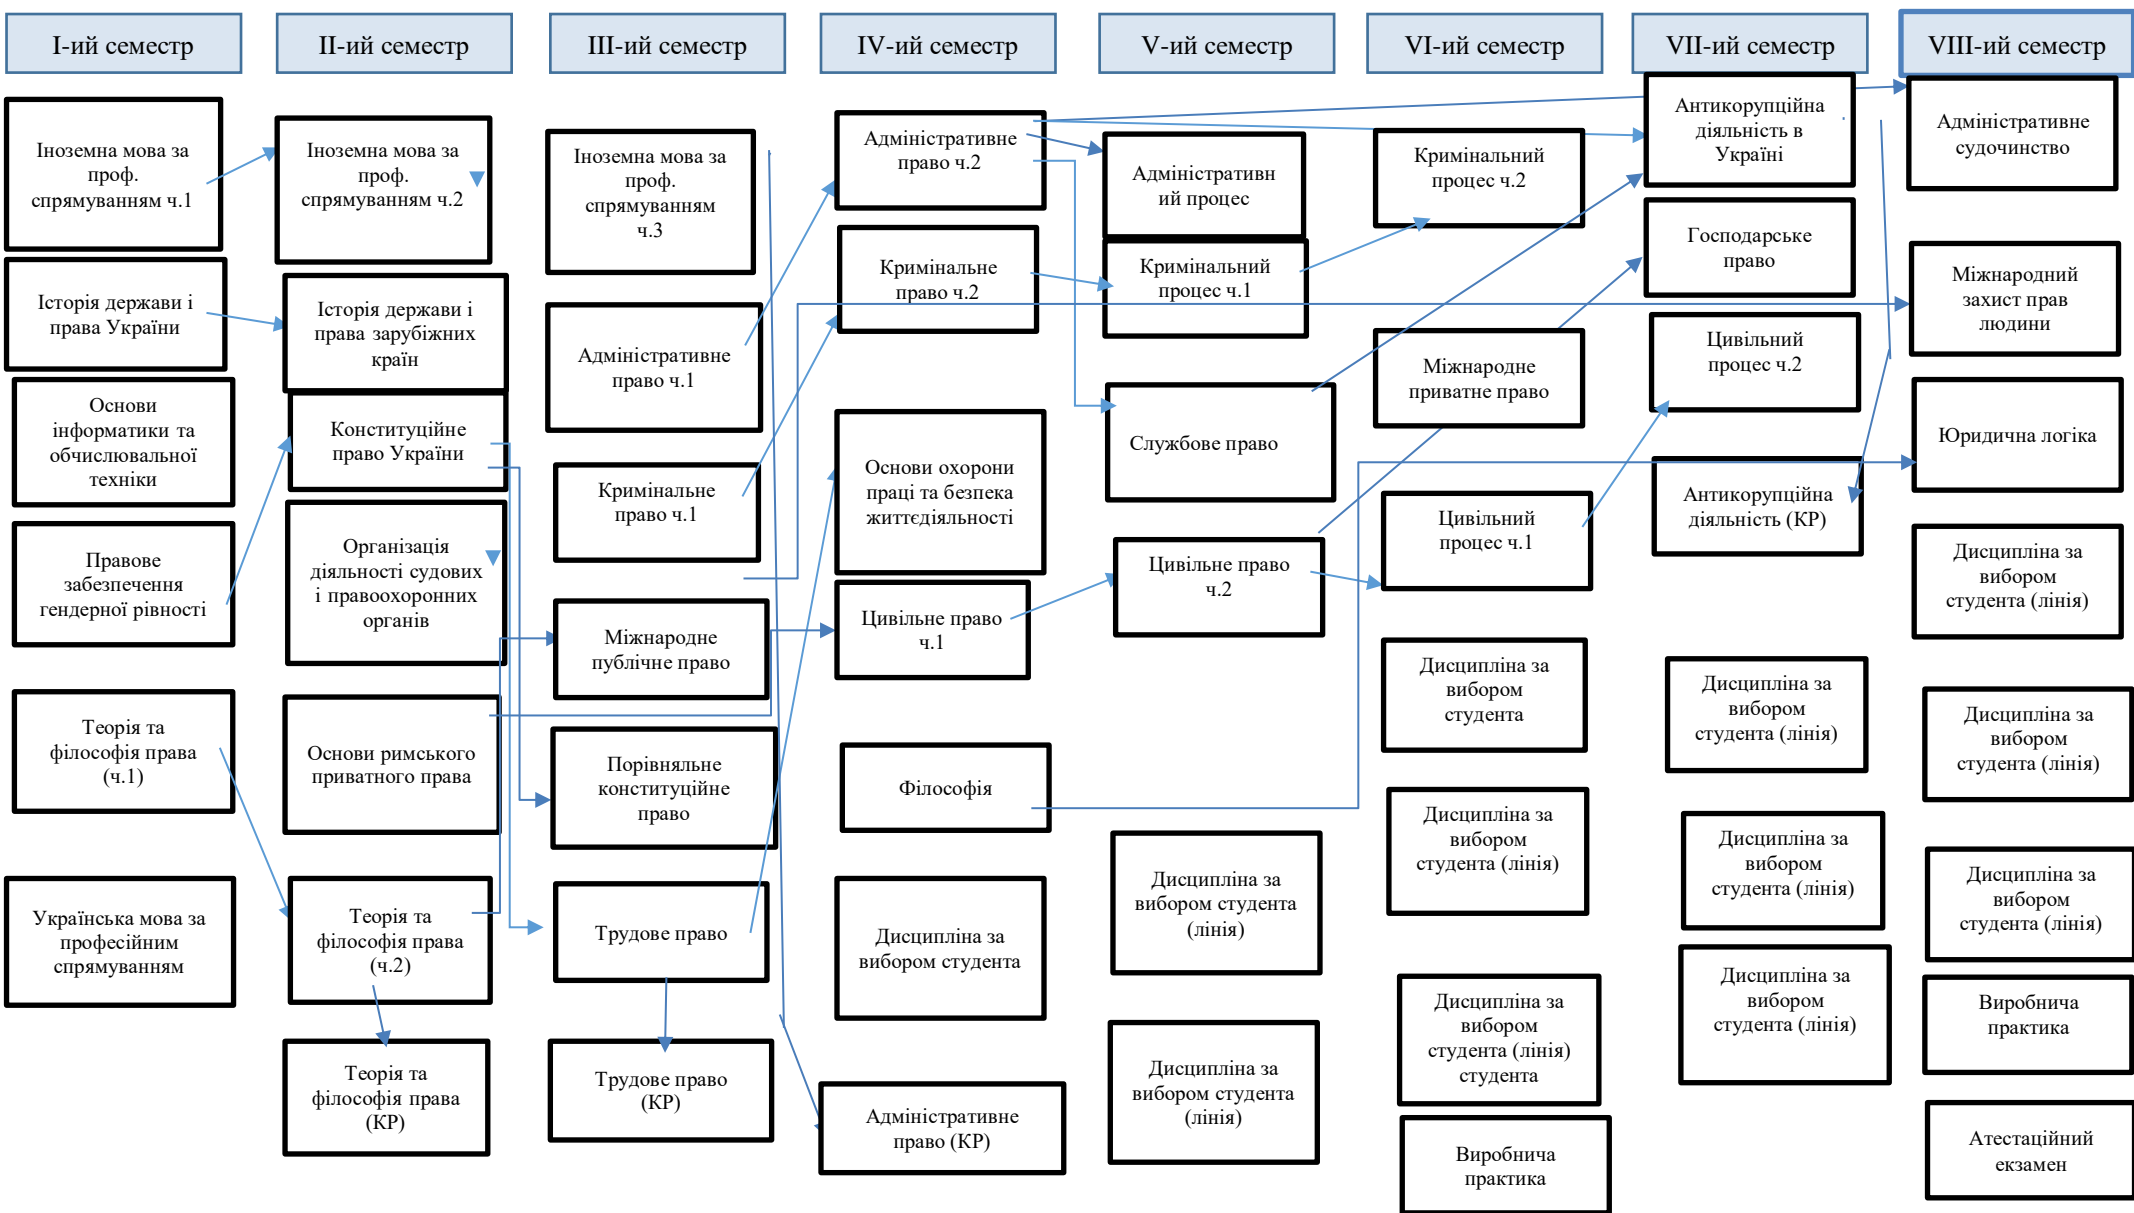 І-ий семестр
ІІ-ий семестр
ІІІ-ий семестр
IV-ий семестр
V-ий семестр
VI-ий семестр
VII-ий семестр
VIII-ий семестр
Іноземна мова за
проф.
спрямуванням ч.1
Історія держави і
права України
Основи
інформатики та
обчислювальної
техніки
Правове
забезпечення
гендерної рівності
Теорія та
філософія права
(ч.1)
Українська мова за
професійним
спрямуванням
Іноземна мова за
проф.
спрямуванням ч.2
Історія держави і
права зарубіжних
країн
Конституційне
право України
Організація
діяльності судових
і правоохоронних
органів
Основи римського
приватного права
Теорія та
філософія права
(ч.2)
Теорія та
філософія права
(КР)
Іноземна мова за
проф.
спрямуванням
ч.3
Адміністративне
право ч.1
Кримінальне
право ч.1
Міжнародне
публічне право
Порівняльне
конституційне
право
Трудове право
Трудове право
(КР)
Адміністративне
право ч.2
Кримінальне
право ч.2
Основи охорони
праці та безпека
життєдіяльності
Цивільне право
ч.1
Філософія
Дисципліна за
вибором студента
Адміністративне
право (КР)
Адміністративн
ий процес
Кримінальний
процес ч.1
Службове право
Цивільне право
ч.2
Дисципліна за
вибором студента
(лінія)
Дисципліна за
вибором студента
(лінія)
Кримінальний
процес ч.2
Міжнародне
приватне право
Цивільний
процес ч.1
Дисципліна за
вибором
студента
Дисципліна за
вибором
студента (лінія)
Дисципліна за
вибором
студента (лінія)
студента
Виробнича
практика
Антикорупційна
діяльність в
Україні
Господарське
право
Цивільний
процес ч.2
Антикорупційна
діяльність (КР)
Дисципліна за
вибором
студента (лінія)
Дисципліна за
вибором
студента (лінія)
Дисципліна за
вибором
студента (лінія)
Адміністративне
судочинство
Міжнародний
захист прав
людини
Юридична логіка
Дисципліна за
вибором
студента (лінія)
Дисципліна за
вибором
студента (лінія)
Дисципліна за
вибором
студента (лінія)
Виробнича
практика
Атестаційний
екзамен